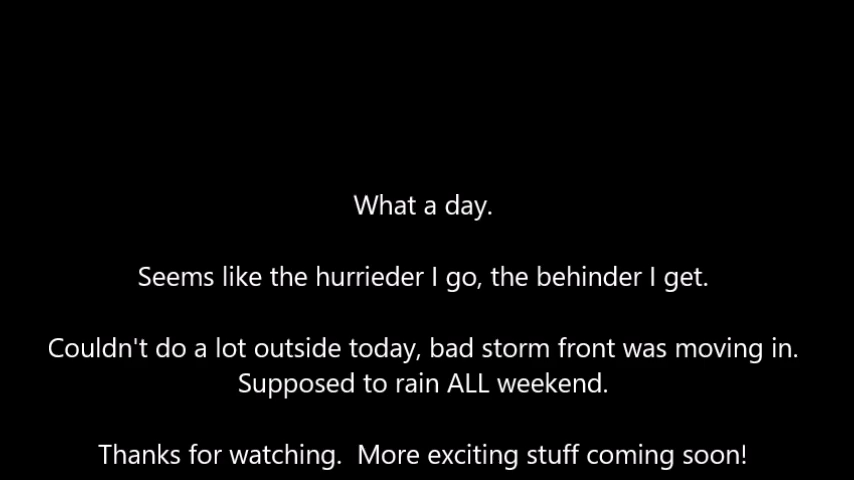 What a day.
Seems like the hurrieder I go, the behinder I get.
Couldn't do a lot outside today, bad storm front was moving in.
Supposed to rain ALL weekend.
Thanks for watching.  More exciting stuff coming soon!